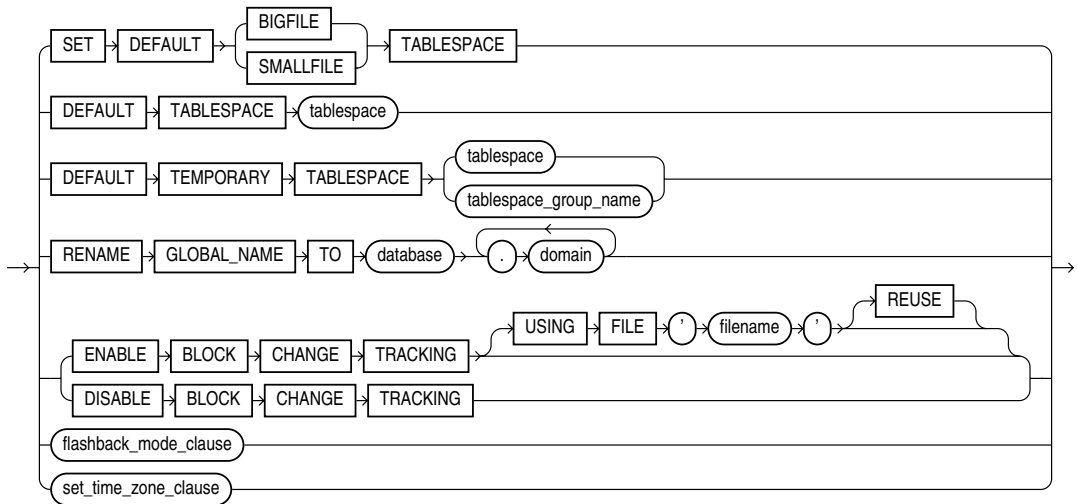 BIGFILE
SET DEFAULT TABLESPACE
SMALLFILE
DEFAULT TABLESPACE tablespace
tablespace
DEFAULT TEMPORARY TABLESPACE
tablespace_group_name
RENAME GLOBAL_NAME TO database . domain
REUSE
USING FILE ’ filename ’
ENABLE BLOCK CHANGE TRACKING
DISABLE BLOCK CHANGE TRACKING
flashback_mode_clause
set_time_zone_clause